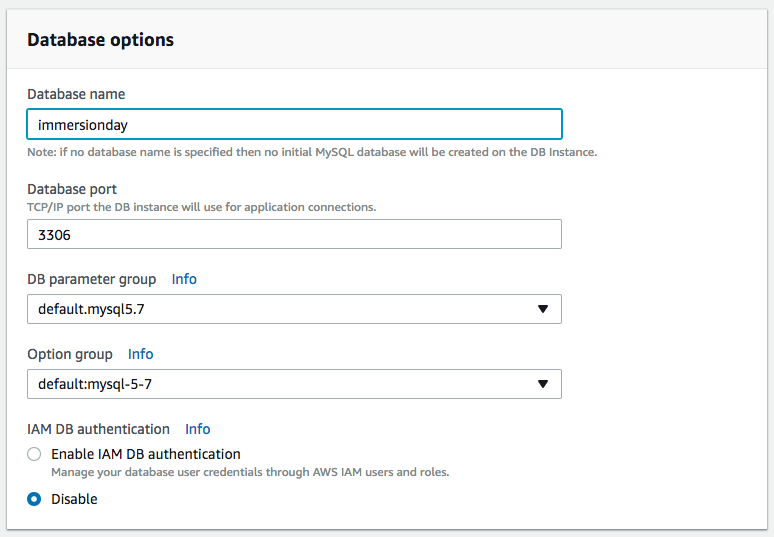 Database options
Database name
immersionday
Note: if no database name is specified then no initial MySQL database will be created on the DB Instance.
Database port
TCP/IP port the DB instance will use for application connections.
3306
DB parameter group Info
default.mysql5.7
Option group Info
default:mysql-5-7
IAM DB authentication Info
Enable IAM DB authentication
Manage your database user credentials through AWS IAM users and roles.
Disable